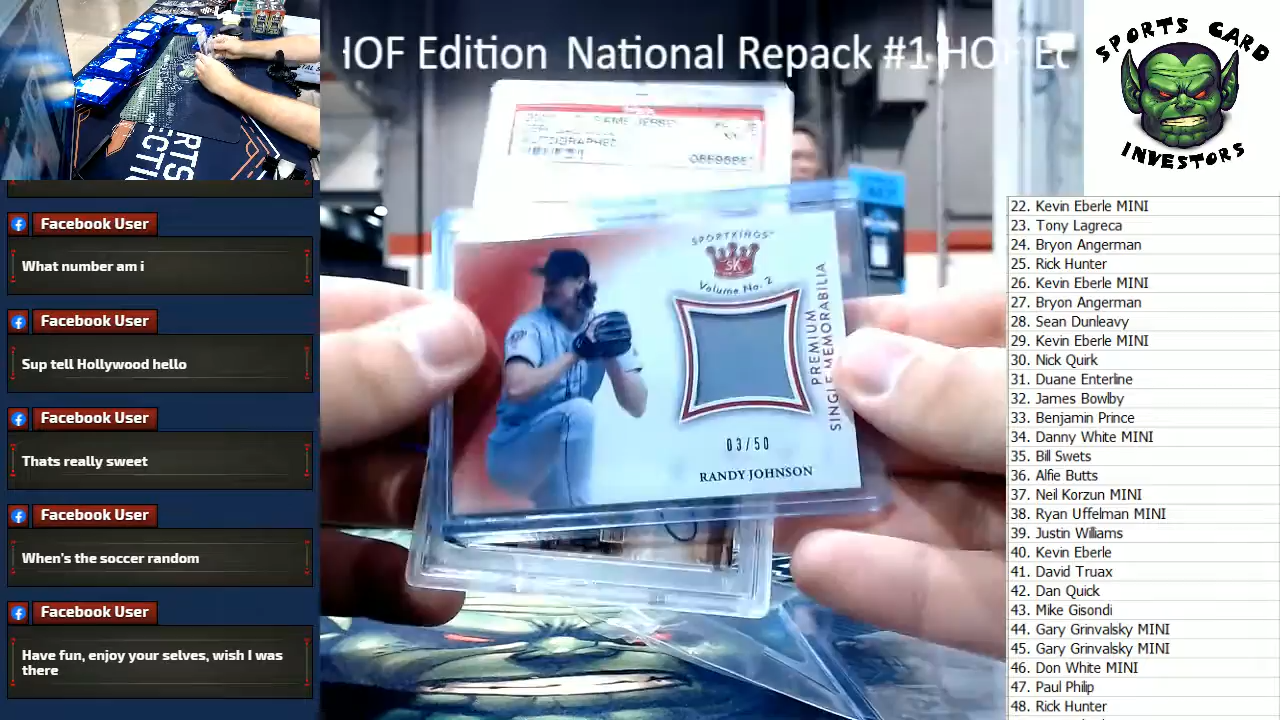 HOF Edition National Repack #1 HOF Ed
SPORTS CARD
INVESTORS
Facebook User
What number am i
Facebook User
Sup tell Hollywood hello
Facebook User
Thats really sweet
Facebook User
When's the soccer random
Facebook User
Have fun, enjoy your selves, wish I was
there
GAME JERSEY
AUTOGRAPHED
SPORTKINGS
SK
Volume No. 2
PREMIUM
SINGLE MEMORABILIA
03/50
RANDY JOHNSON
22. Kevin Eberle MINI
23. Tony Lagreca
24. Bryon Angerman
25. Rick Hunter
26. Kevin Eberle MINI
27. Bryon Angerman
28. Sean Dunleavy
29. Kevin Eberle MINI
30. Nick Quirk
31. Duane Enterline
32. James Bowlby
33. Benjamin Prince
34. Danny White MINI
35. Bill Swets
36. Alfie Butts
37. Neil Korzun MINI
38. Ryan Uffelman MINI
39. Justin Williams
40. Kevin Eberle
41. David Truax
42. Dan Quick
43. Mike Gisondi
44. Gary Grinvalsky MINI
45. Gary Grinvalsky MINI
46. Don White MINI
47. Paul Philip
48. Rick Hunter